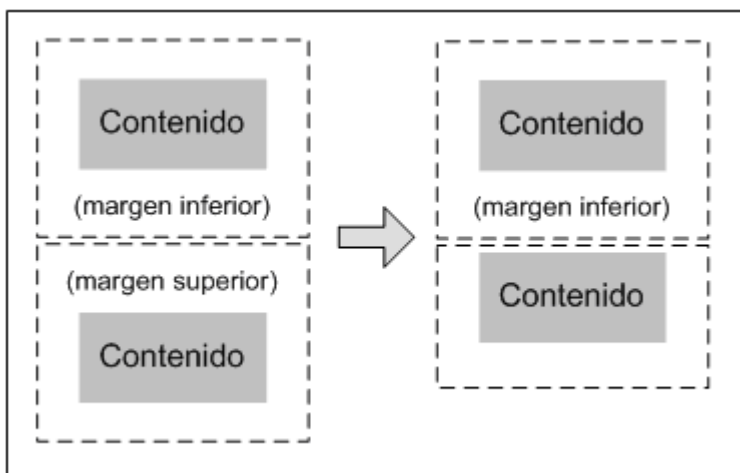 Contenido
(margen inferior)
(margen superior)
Contenido
Contenido
(margen inferior)
Contenido